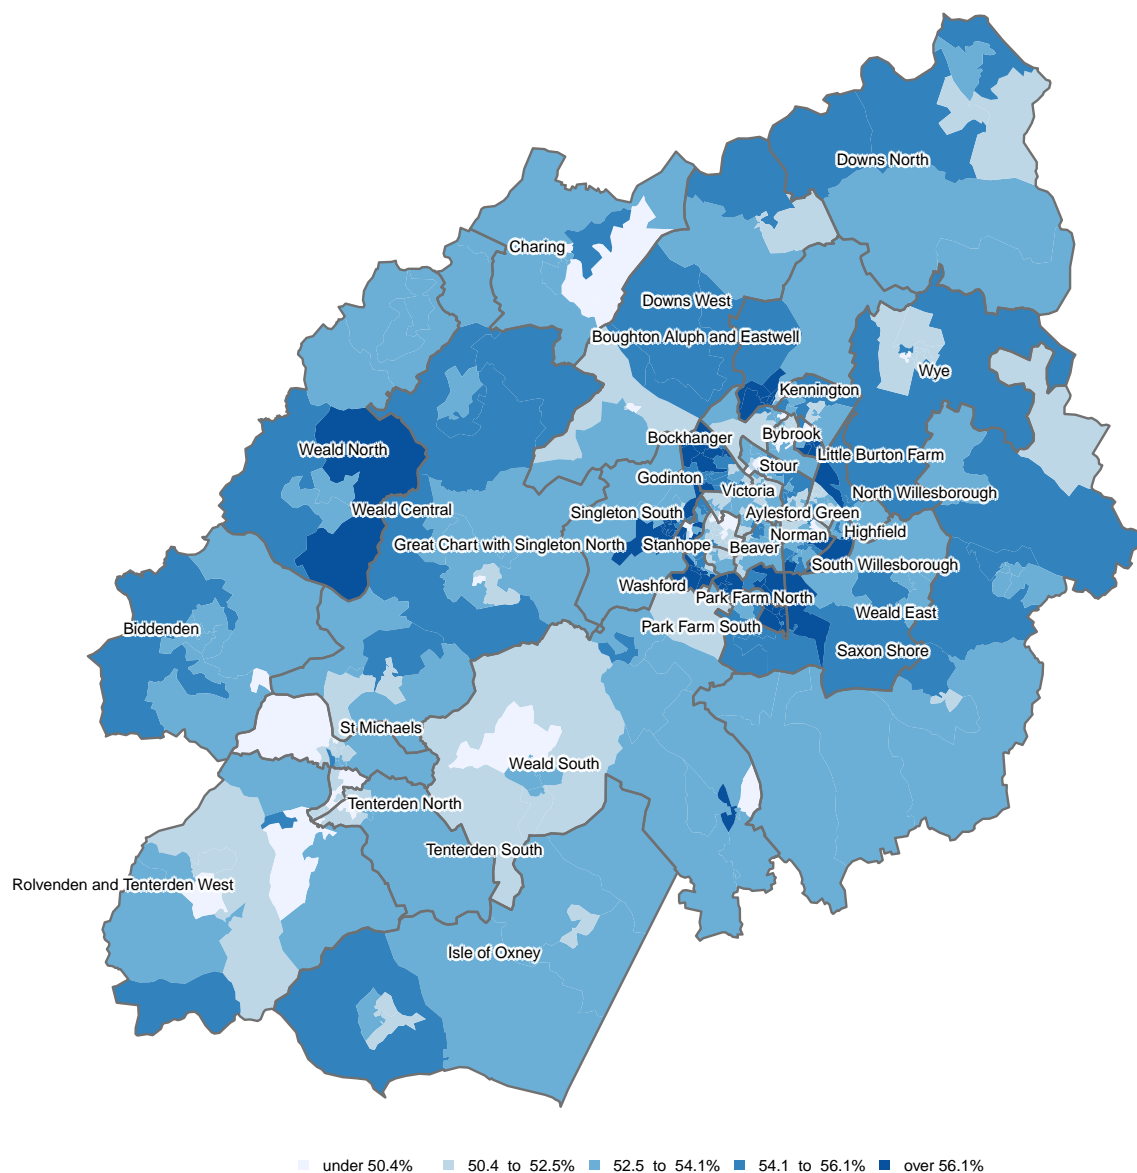 Downs North
Charing
Downs West
Boughton Aluph and Eastwell
Wye
Kennington
Bockhanger
Bybrook
Weald North
Little Burton Farm
Stour
Godinton
Victoria
North Willesborough
Weald Central
Singleton South
Aylesford Green
Highfield
Norman
Great Chart with Singleton North
Stanhope
Beaver
South Willesborough
Washford
Park Farm North
Weald East
Biddenden
Park Farm South
Saxon Shore
St Michaels
Weald South
Tenterden North
Tenterden South
Rolvenden and Tenterden West
Isle of Oxney
under 50.4% 50.4 to 52.5% 52.5 to 54.1% 54.1 to 56.1% over 56.1%